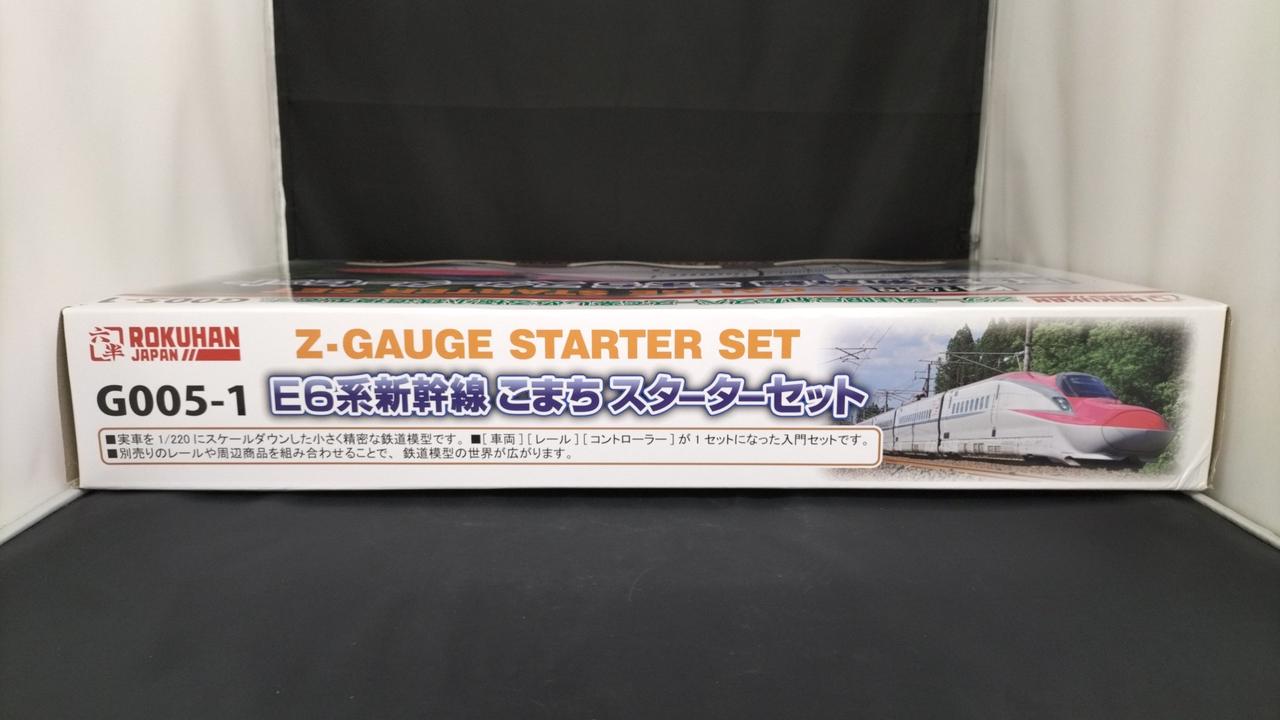 六半
ROKUHAN
JAPAN
Z-GAUGE STARTER SET
G005-1
E6系新幹線 こまち スターターセット
■実車を1/220にスケールダウンした小さく精密な鉄道模型です。■[車両][レール][コントローラー]が1セットになった入門セットです。
■別売りのレールや周辺商品を組み合わせることで、鉄道模型の世界が広がります。